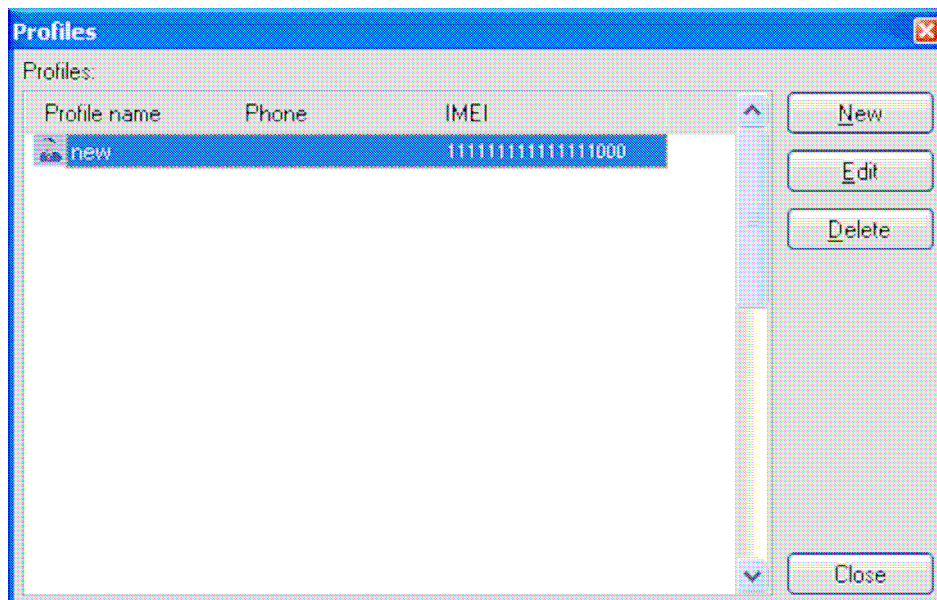 Profiles
Profiles:
Profile name Phone IMEI
new 111111111111111000
New
Edit
Delete
Close